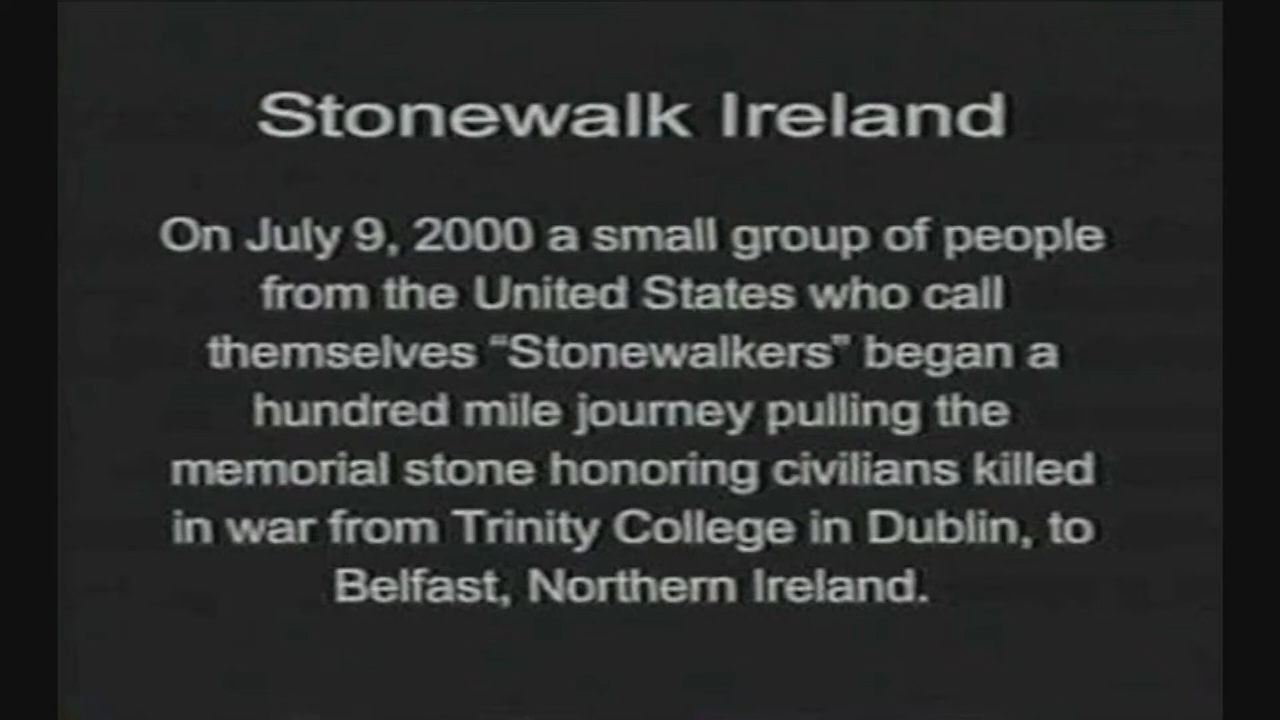 Stonewalk Ireland
On July 9, 2000 a small group of people
from the United States who call
themselves “Stonewalkers” began a
hundred mile journey pulling the
memorial stone honoring civilians killed
in war from Trinity College in Dublin, to
Belfast, Northern Ireland.